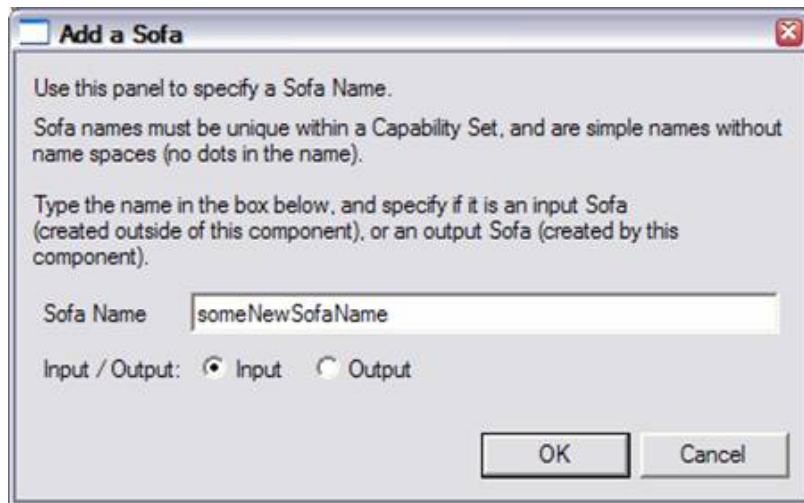 Add a Sofa
Use this panel to specify a Sofa Name.
Sofa names must be unique within a Capability Set, and are simple names without
name spaces (no dots in the name).
Type the name in the box below, and specify if it is an input Sofa
(created outside of this component), or an output Sofa (created by this
component).
Sofa Name someNewSofaName
Input / Output: Input Output
OK Cancel